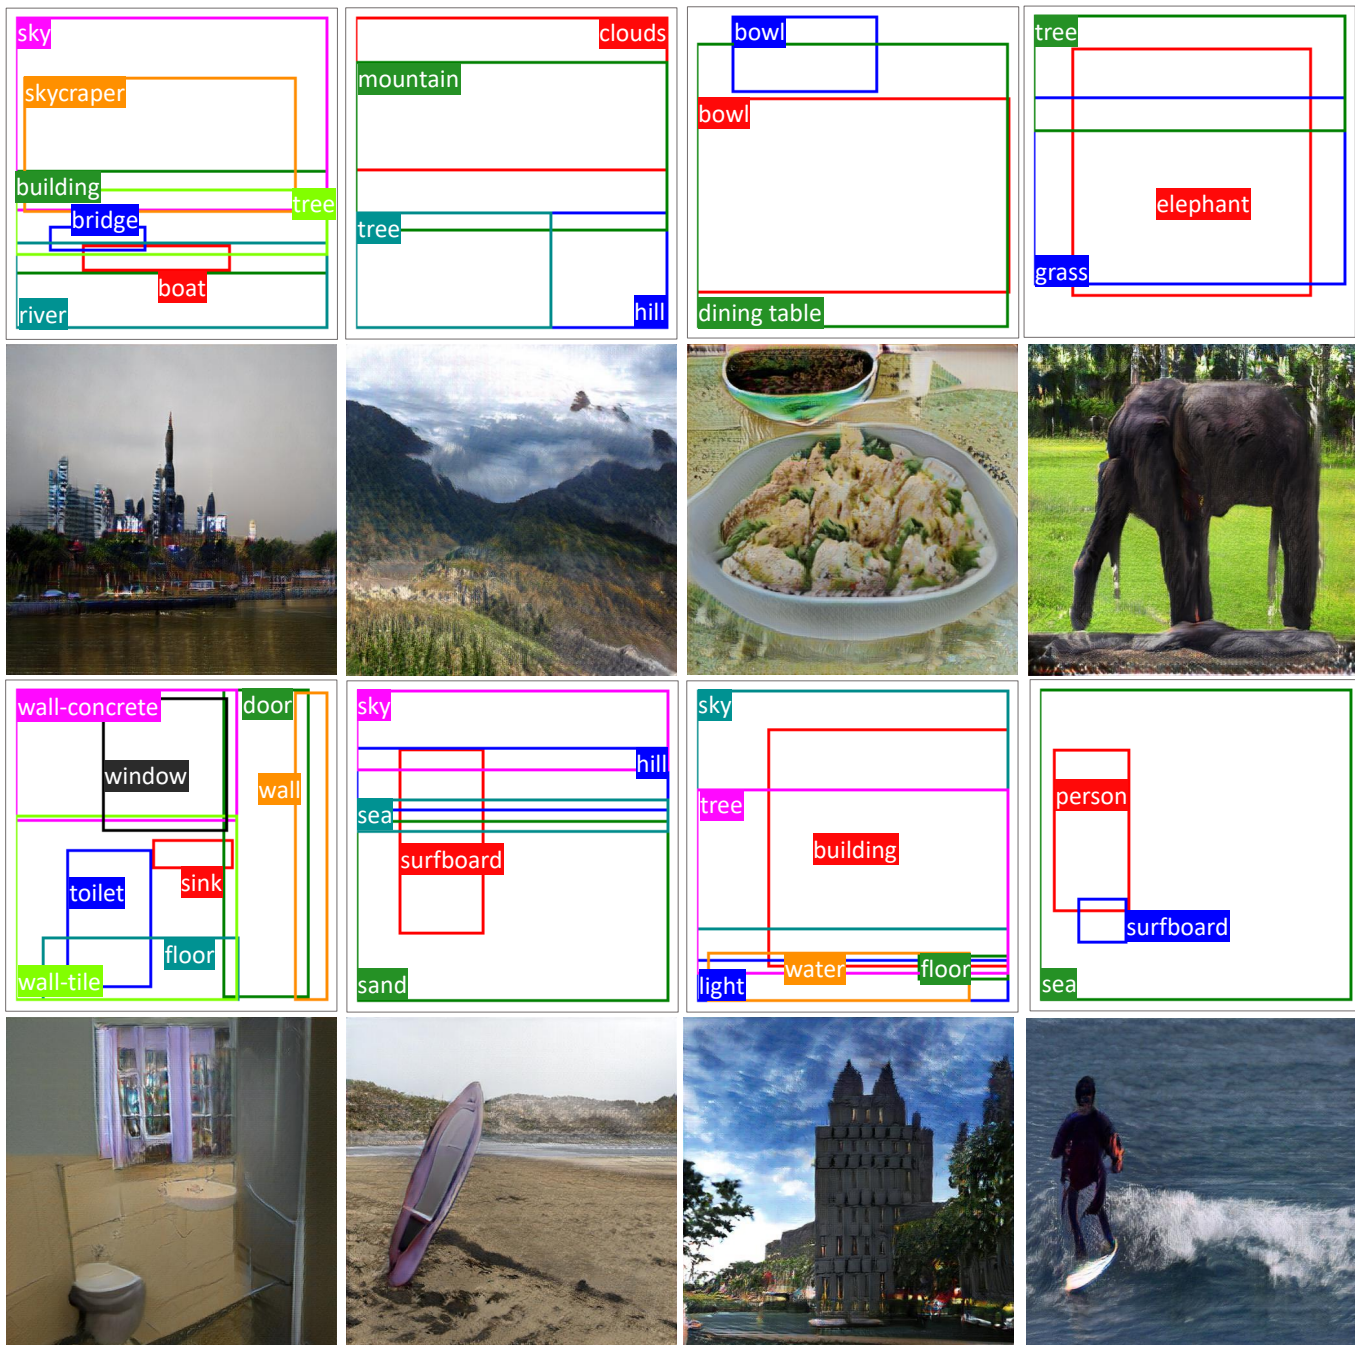 sky
skycraper
building
tree
bridge
boat
river
clouds
mountain
tree
hill
bowl
bowl
dining table
tree
elephant
grass
wall-concrete
door
window
wall
toilet
sink
floor
wall-tile
sky
hill
sea
surfboard
sand
sky
tree
building
water
floor
light
person
surfboard
sea